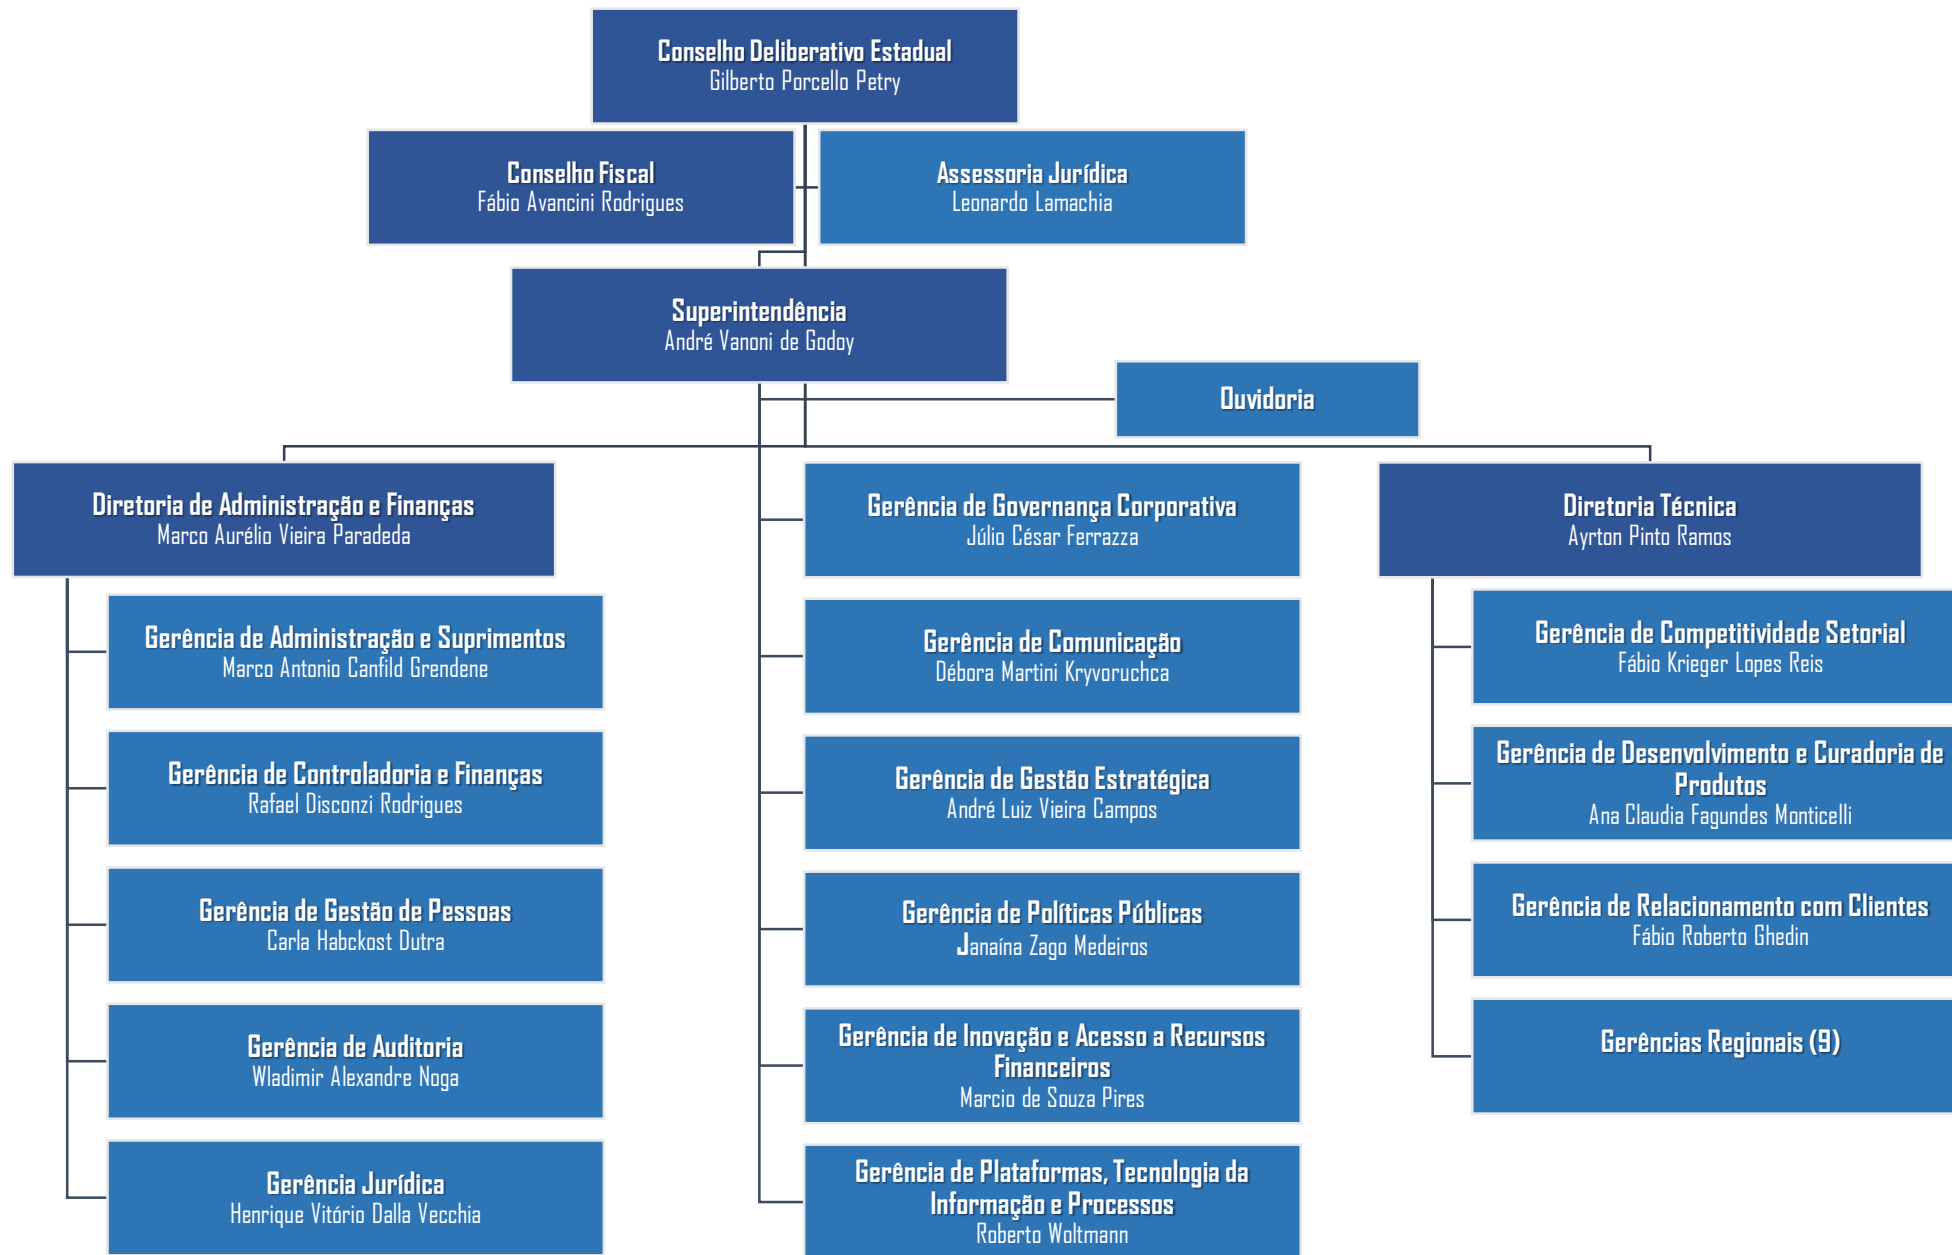 Conselho Deliberativo Estadual
Gilberto Porcello Petry
Conselho Fiscal
Fábio Avancini Rodrigues
Assessoria Jurídica
Leonardo Lamachia
Superintendência
André Vanoni de Godoy
Ouvidoria
Diretoria de Administração e Finanças
Marco Aurélio Vieira Paradeda
Gerência de Administração e Suprimentos
Marco Antonio Canfild Grendene
Gerência de Controladoria e Finanças
Rafael Disconzi Rodrigues
Gerência de Gestão de Pessoas
Carla Habckost Dutra
Gerência de Auditoria
Wladimir Alexandre Noga
Gerência Jurídica
Henrique Vitório Dalla Vecchia
Gerência de Governança Corporativa
Júlio César Ferrazza
Gerência de Comunicação
Débora Martini Kryvoruchca
Gerência de Gestão Estratégica
André Luiz Vieira Campos
Gerência de Políticas Públicas
Janaína Zago Medeiros
Gerência de Inovação e Acesso a Recursos
Financeiros
Marcio de Souza Pires
Gerência de Plataformas, Tecnologia da
Informação e Processos
Roberto Woltmann
Diretoria Técnica
Ayrton Pinto Ramos
Gerência de Competitividade Setorial
Fábio Krieger Lopes Reis
Gerência de Desenvolvimento e Curadoria de
Produtos
Ana Claudia Fagundes Monticelli
Gerência de Relacionamento com Clientes
Fábio Roberto Ghedin
Gerências Regionais (9)